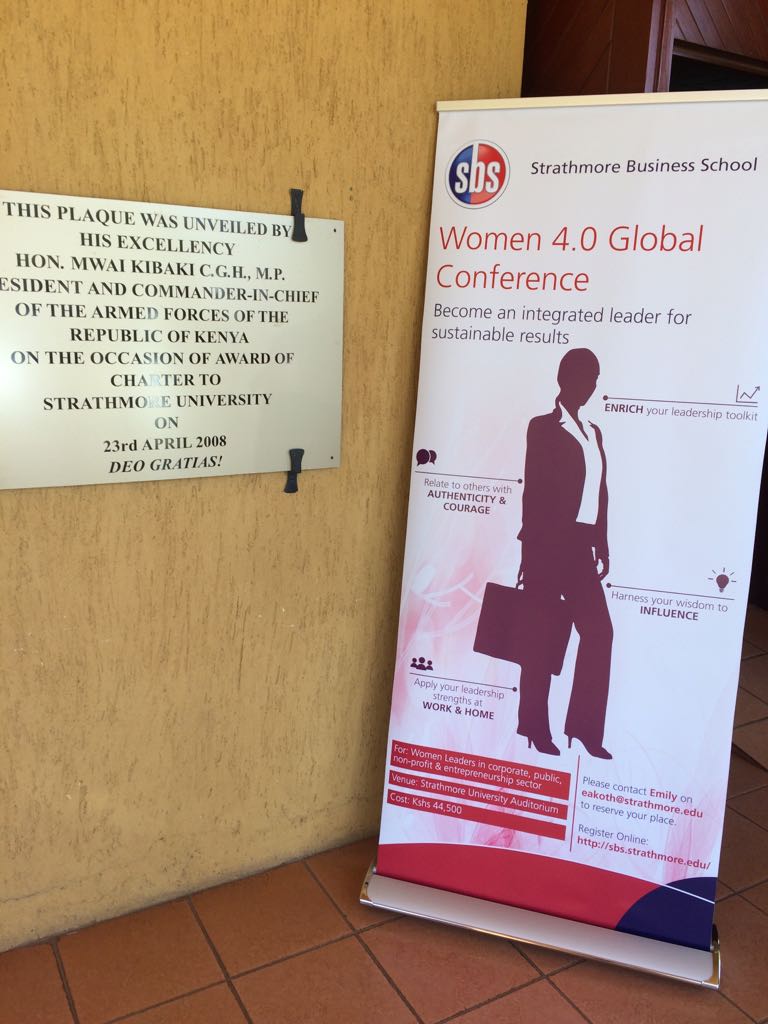 THIS PLAQUE WAS UNVEILED BY
HIS EXCELLENCY
HON. MWAI KIBAKI C.G.H., M.P.
ESIDENT AND COMMANDER-IN-CHIEF
OF THE ARMED FORCES OF THE
REPUBLIC OF KENYA
ON THE OCCASION OF AWARD OF
CHARTER TO
STRATHMORE UNIVERSITY
ON
23rd APRIL 2008
DEO GRATIAS!
sbs
Strathmore Business School
Women 4.0 Global
Conference
Become an integrated leader for
sustainable results
ENRICH your leadership toolkit
Relate to others with
AUTHENTICITY &
COURAGE
Harness your wisdom to
INFLUENCE
Apply your leadership
strengths at
WORK & HOME
For: Women Leaders in corporate, public,
non-profit & entrepreneurship sector
Venue: Strathmore University Auditorium
Cost: Kshs 44,500
Please contact Emily on
eakoth@strathmore.edu
to reserve your place.
Register Online:
http://sbs.strathmore.edu/